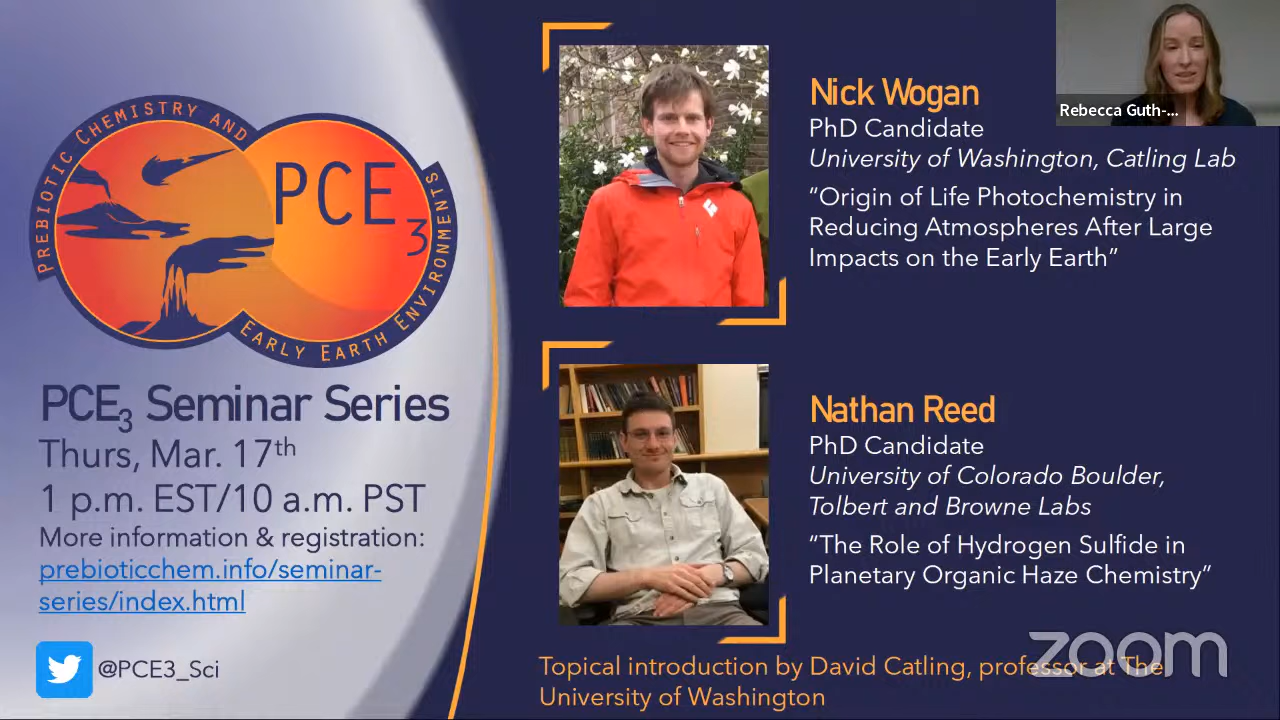 PREBIOTIC CHEMISTRY AND
EARLY EARTH ENVIRONMENTS
PCE3
PCE3 Seminar Series
Thurs, Mar. 17th
1 p.m. EST/10 a.m. PST
More information & registration:
prebioticchem.info/seminar-
series/index.html
@PCE3_Sci
Nick Wogan
PhD Candidate
University of Washington, Catling Lab
“Origin of Life Photochemistry in
Reducing Atmospheres After Large
Impacts on the Early Earth”
Nathan Reed
PhD Candidate
University of Colorado Boulder,
Tolbert and Browne Labs
“The Role of Hydrogen Sulfide in
Planetary Organic Haze Chemistry”
Topical introduction by David Catling, professor at The
University of Washington
Rebecca Guth-...
zoom